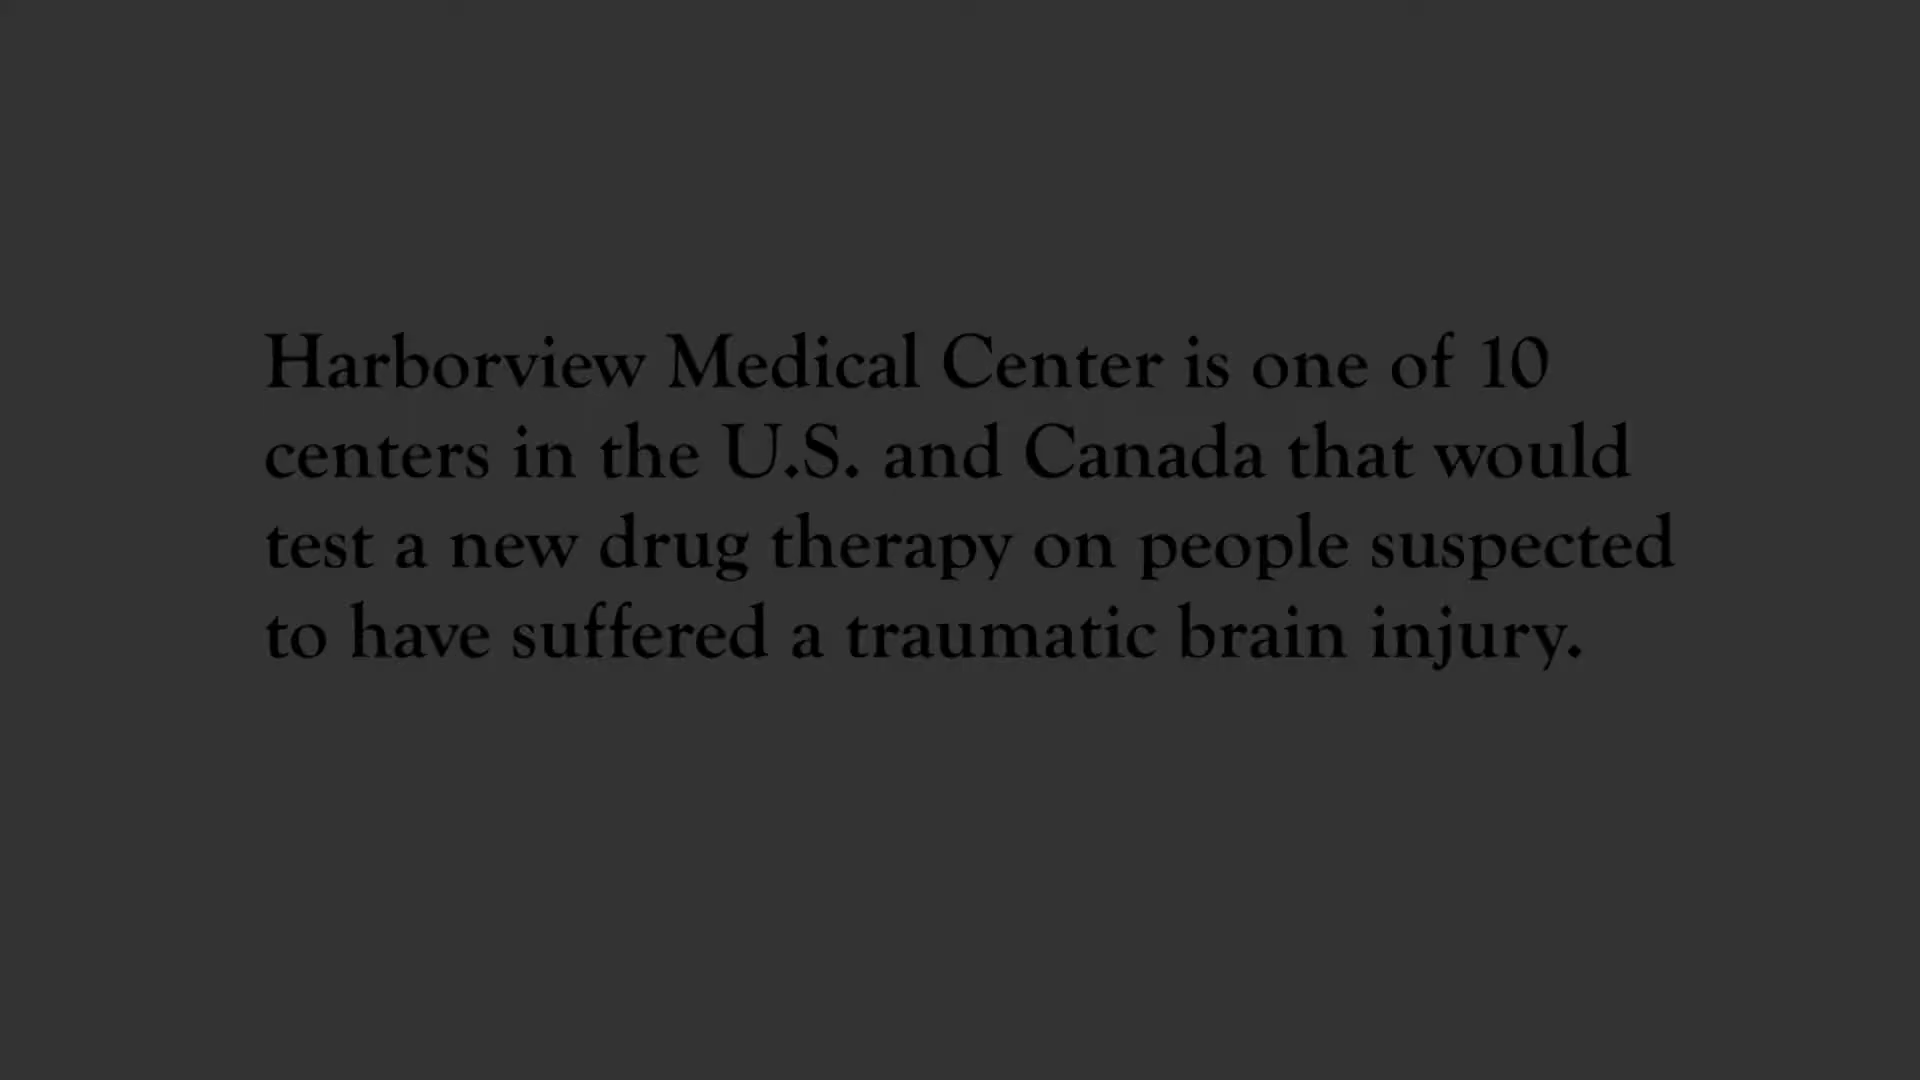 Harborview Medical Center is one of 10
centers in the U.S. and Canada that would
test a new drug therapy on people suspected
to have suffered a traumatic brain injury.